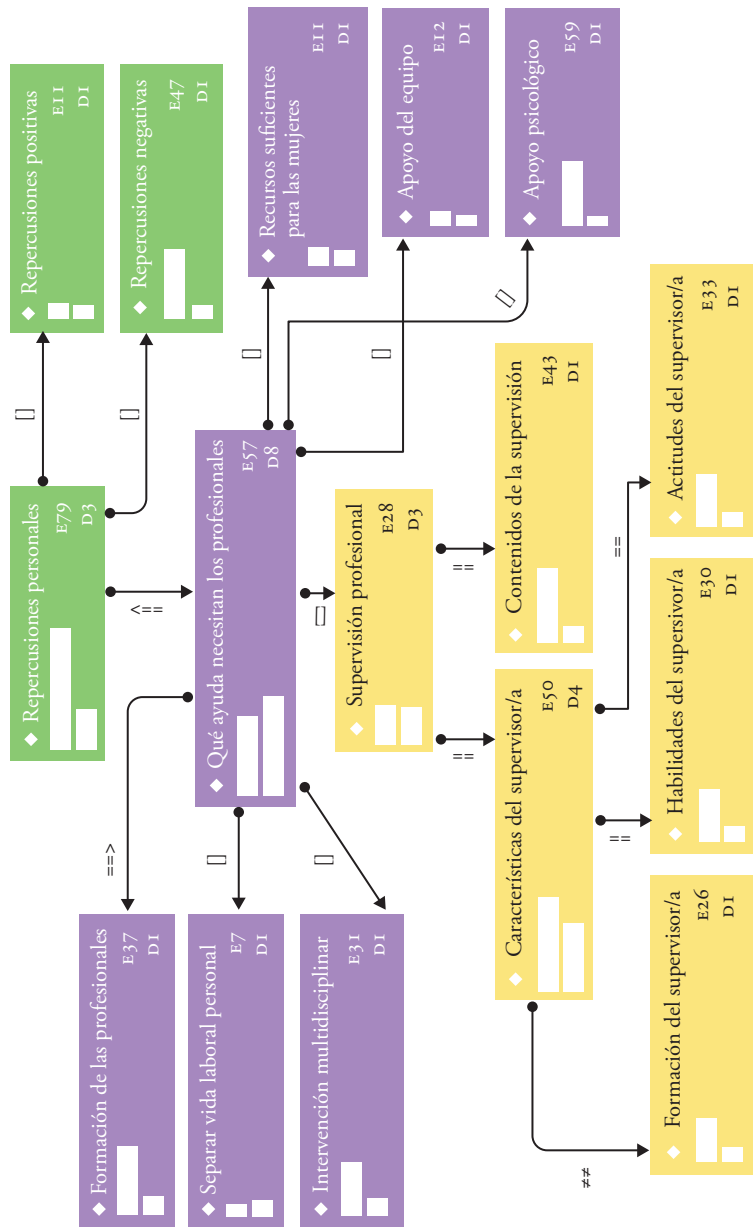 Formación de las profesionales
E37
D1
==>
Repercusiones personales
E79
D3
[]
Repercusiones positivas
E11
D1
[]
Repercusiones negativas
E47
D1
<==
Separar vida laboral personal
E7
D1
[]
Qué ayuda necesitan los profesionales
E57
D8
[]
Recursos suficientes
para las mujeres
E11
D1
Intervención multidisciplinar
E31
D1
[]
[]
Supervisión profesional
E28
D3
[]
Apoyo del equipo
E12
D1
[]
Apoyo psicológico
E59
D1
==
==
Características del supervisor/a
E50
D4
Contenidos de la supervisión
E43
D1
≠≠
==
==
Formación del supervisor/a
E26
D1
Habilidades del supersivor/a
E30
D1
Actitudes del supervisor/a
E33
D1